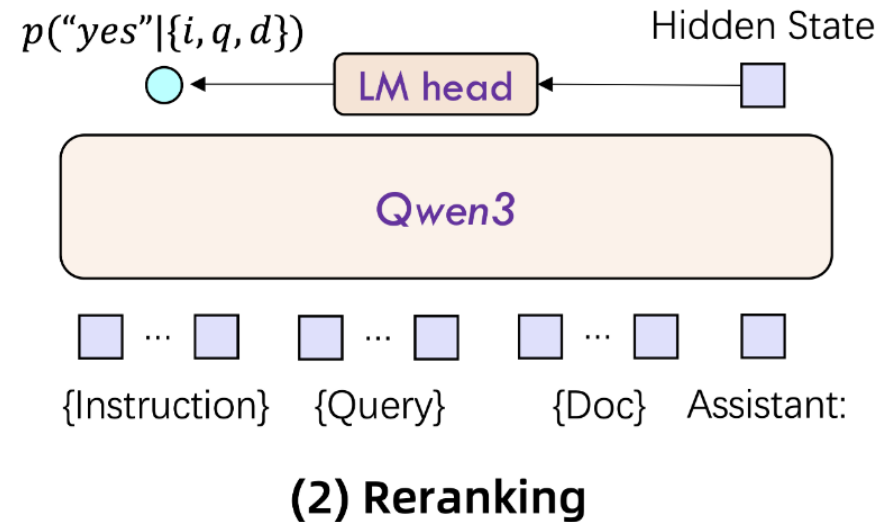 p(“yes”|{i, q, d})
Hidden State
LM head
Qwen3
... ... ...
{Instruction} {Query} {Doc} Assistant:
(2) Reranking